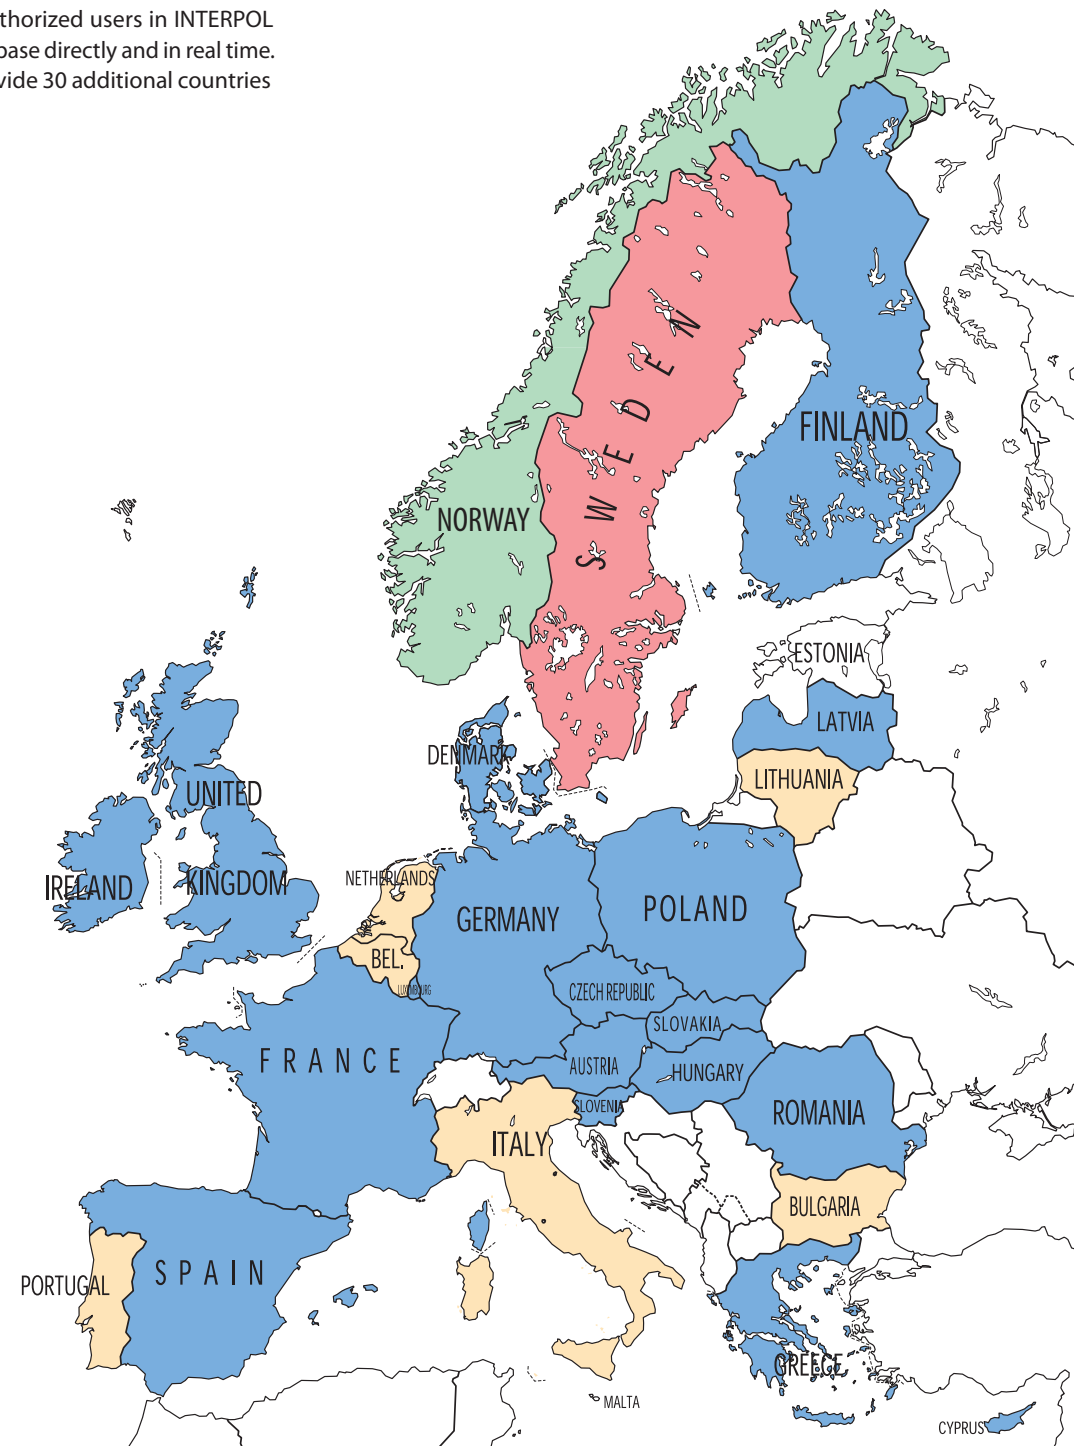 thorized users in INTERPOL
base directly and in real time.
vide 30 additional countries
SWEDEN
FINLAND
NORWAY
ESTONIA
LATVIA
DENMARK
LITHUANIA
UNITED
KINGDOM
IRELAND
NETHERLANDS
GERMANY
POLAND
BEL.
LUXEMBOURG
CZECH REPUBLIC
SLOVAKIA
FRANCE
AUSTRIA
HUNGARY
SLOVENIA
ROMANIA
ITALY
BULGARIA
SPAIN
PORTUGAL
GREECE
MALTA
CYPRUS